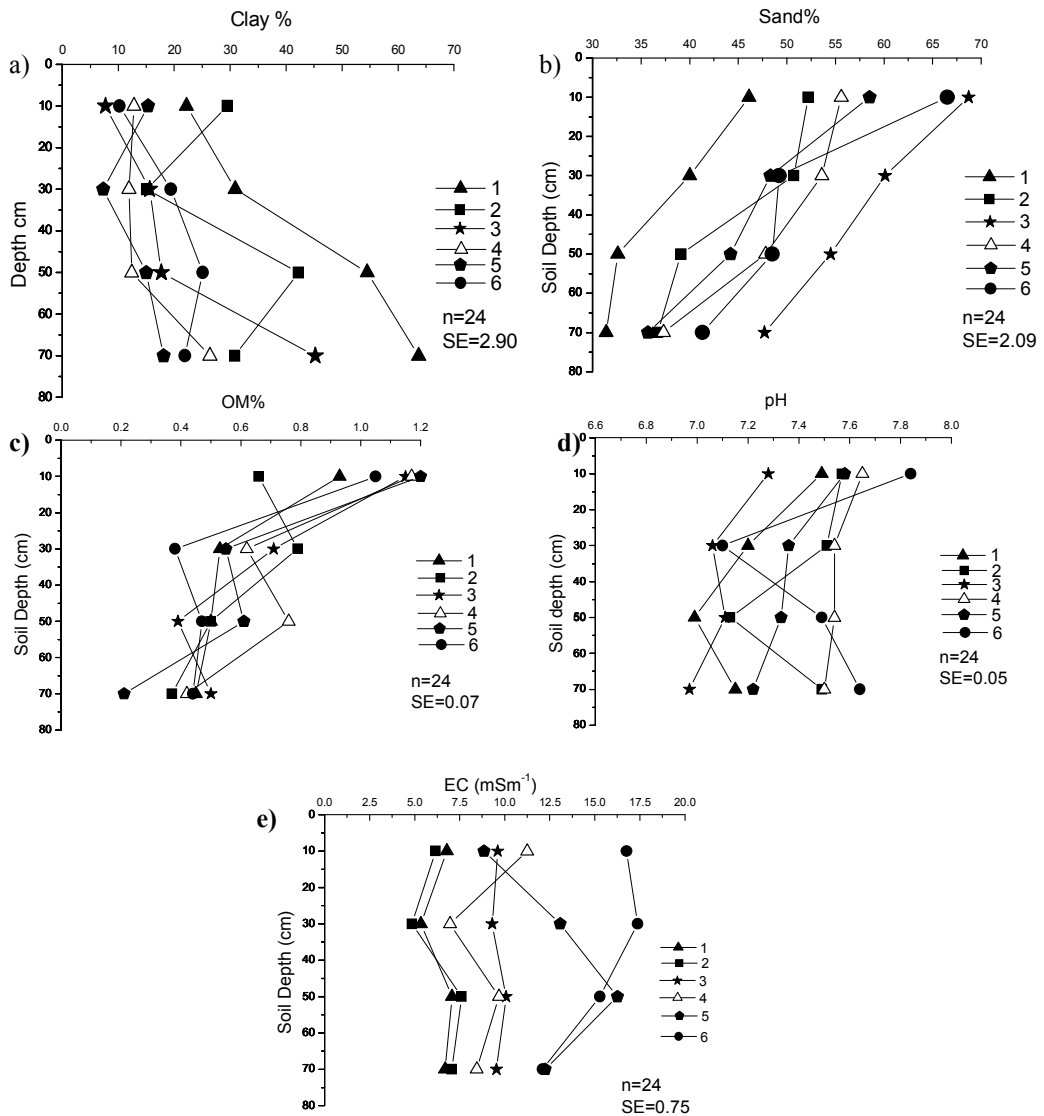 a)
Clay %
0 10 20 30 40 50 60 70
Depth cm
0
10
20
30
40
50
60
70
80
1
2
3
4
5
6
n=24
SE=2.90
b)
Sand%
30 35 40 45 50 55 60 65 70
Soil Depth (cm)
0
10
20
30
40
50
60
70
80
1
2
3
4
5
6
n=24
SE=2.09
c)
OM%
0.0 0.2 0.4 0.6 0.8 1.0 1.2
Soil Depth (cm)
0
10
20
30
40
50
60
70
80
1
2
3
4
5
6
n=24
SE=0.07
d)
pH
6.6 6.8 7.0 7.2 7.4 7.6 7.8 8.0
Soil depth (cm)
0
10
20
30
40
50
60
70
80
1
2
3
4
5
6
n=24
SE=0.05
e)
EC (mSm⁻¹)
0.0 2.5 5.0 7.5 10.0 12.5 15.0 17.5 20.0
Soil Depth (cm)
0
10
20
30
40
50
60
70
80
1
2
3
4
5
6
n=24
SE=0.75